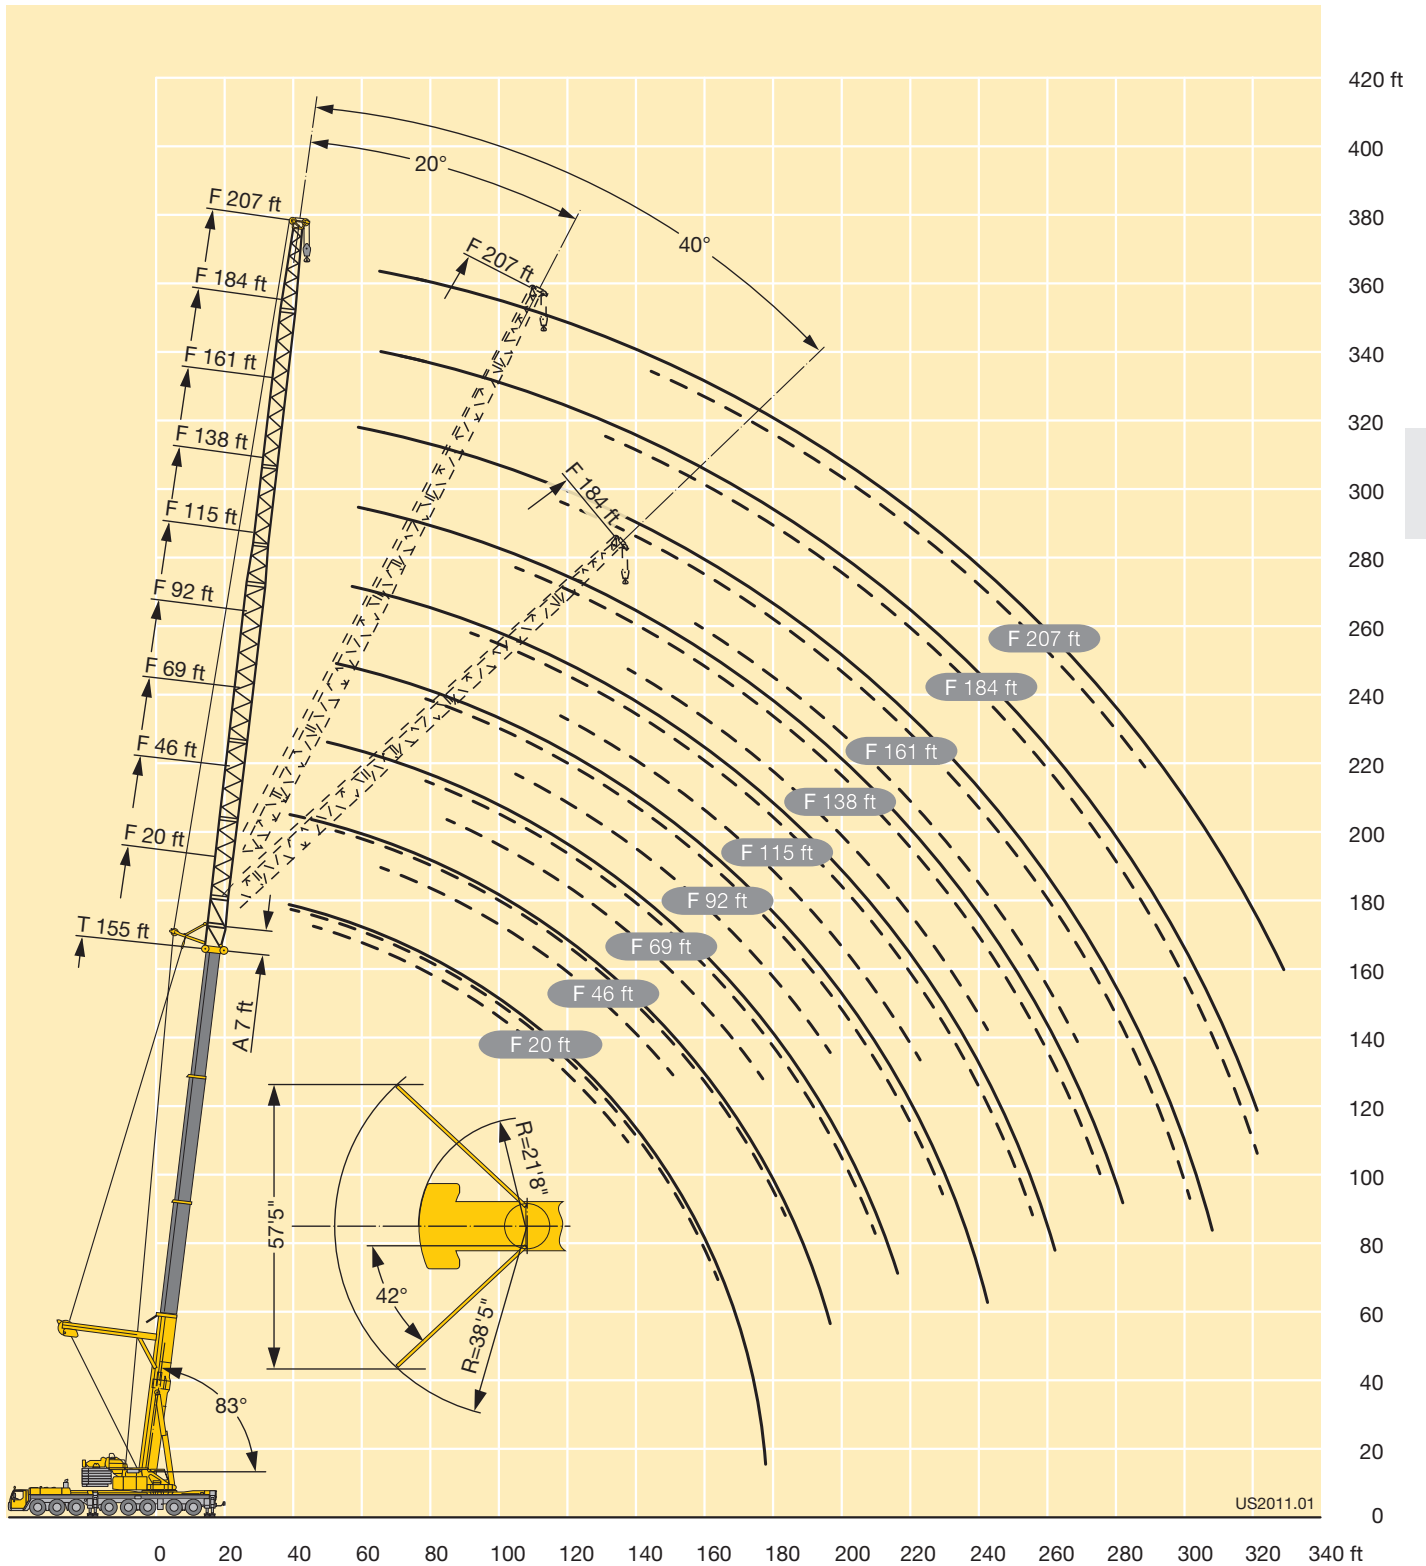 420 ft
400
380
360
340
320
300
280
260
240
220
200
180
160
140
120
100
80
60
40
20
0
20°
40°
F 207 ft
F 184 ft
F 161 ft
F 138 ft
F 115 ft
F 92 ft
F 69 ft
F 46 ft
F 20 ft
T 155 ft
A 7 ft
F 207 ft
F 184 ft
F 207 ft
F 184 ft
F 161 ft
F 138 ft
F 115 ft
F 92 ft
F 69 ft
F 46 ft
F 20 ft
57'5"
R=21'8"
42°
R=38'5"
83°
US2011.01
0 20 40 60 80 100 120 140 160 180 200 220 240 260 280 300 320 340 ft